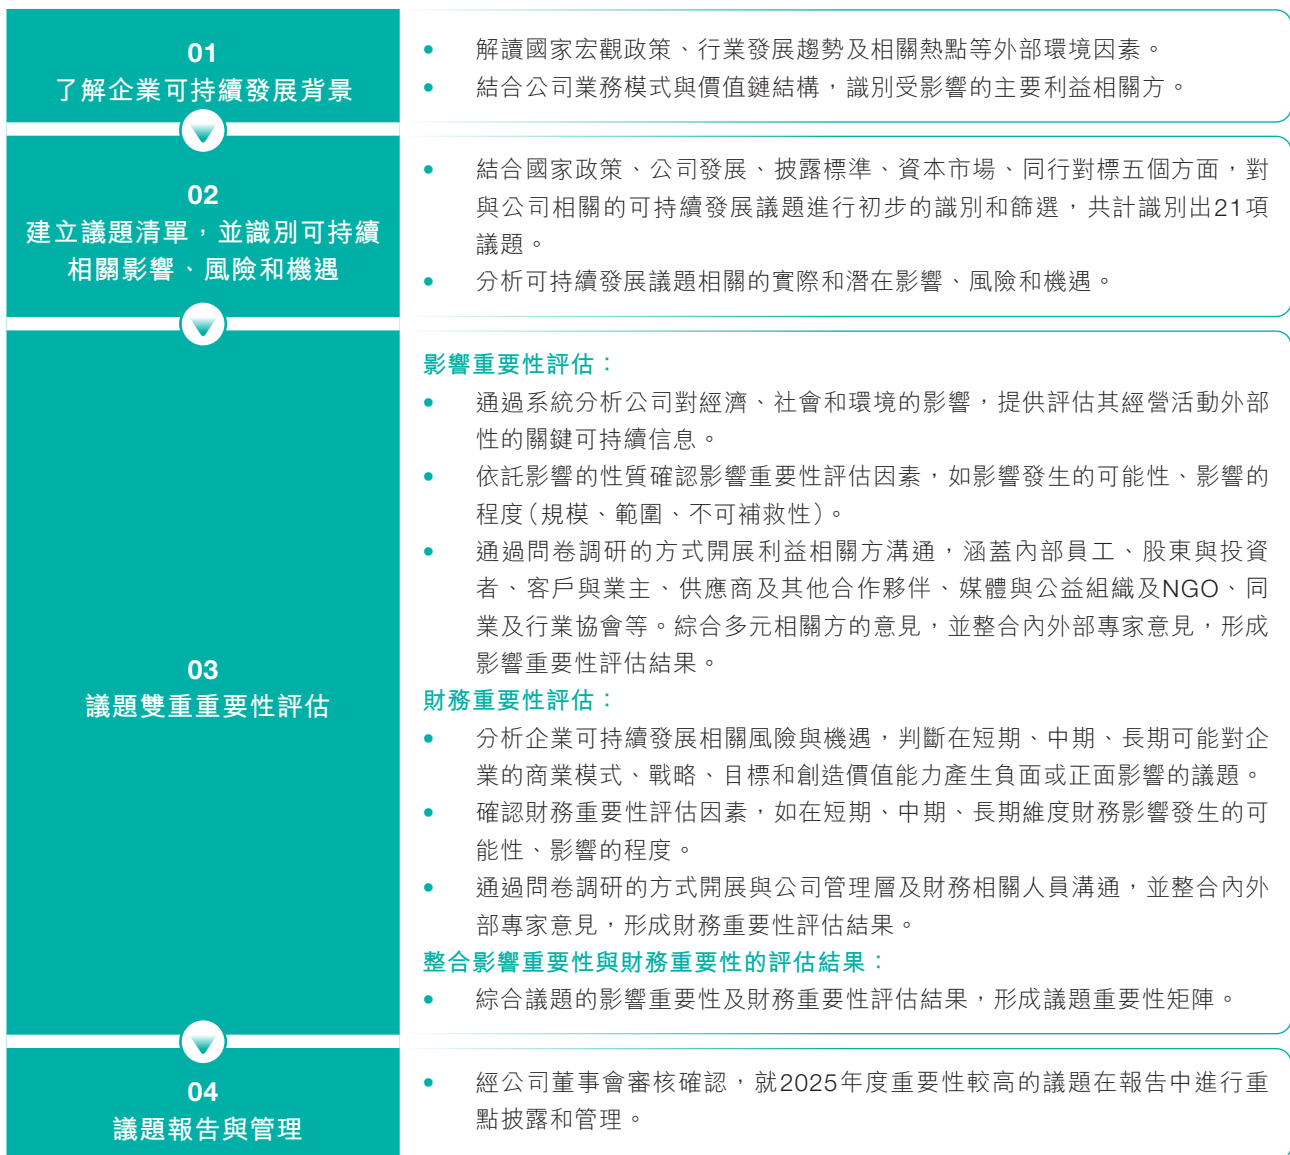 01
了解企業可持續發展背景
• 解讀國家宏觀政策、行業發展趨勢及相關熱點等外部環境因素。
• 結合公司業務模式與價值鏈結構，識別受影響的主要利益相關方。
02
建立議題清單，並識別可持續
相關影響、風險和機遇
• 結合國家政策、公司發展、披露標準、資本市場、同行對標五個方面，對
與公司相關的可持續發展議題進行初步的識別和篩選，共計識別出21項
議題。
• 分析可持續發展議題相關的實際和潛在影響、風險和機遇。
03
議題雙重重要性評估
影響重要性評估：
• 通過系統分析公司對經濟、社會和環境的影響，提供評估其經營活動外部
性的關鍵可持續信息。
• 依託影響的性質確認影響重要性評估因素，如影響發生的可能性、影響的
程度（規模、範圍、不可補救性）。
• 通過問卷調研的方式開展利益相關方溝通，涵蓋內部員工、股東與投資
者、客戶與業主、供應商及其他合作夥伴、媒體與公益組織及NGO、同
業及行業協會等。綜合多元相關方的意見，並整合內外部專家意見，形成
影響重要性評估結果。
財務重要性評估：
• 分析企業可持續發展相關風險與機遇，判斷在短期、中期、長期可能對企
業的商業模式、戰略、目標和創造價值能力產生負面或正面影響的議題。
• 確認財務重要性評估因素，如在短期、中期、長期維度財務影響發生的可
能性、影響的程度。
• 通過問卷調研的方式開展與公司管理層及財務相關人員溝通，並整合內外
部專家意見，形成財務重要性評估結果。
整合影響重要性與財務重要性的評估結果：
• 綜合議題的影響重要性及財務重要性評估結果，形成議題重要性矩陣。
04
議題報告與管理
• 經公司董事會審核確認，就2025年度重要性較高的議題在報告中進行重
點披露和管理。